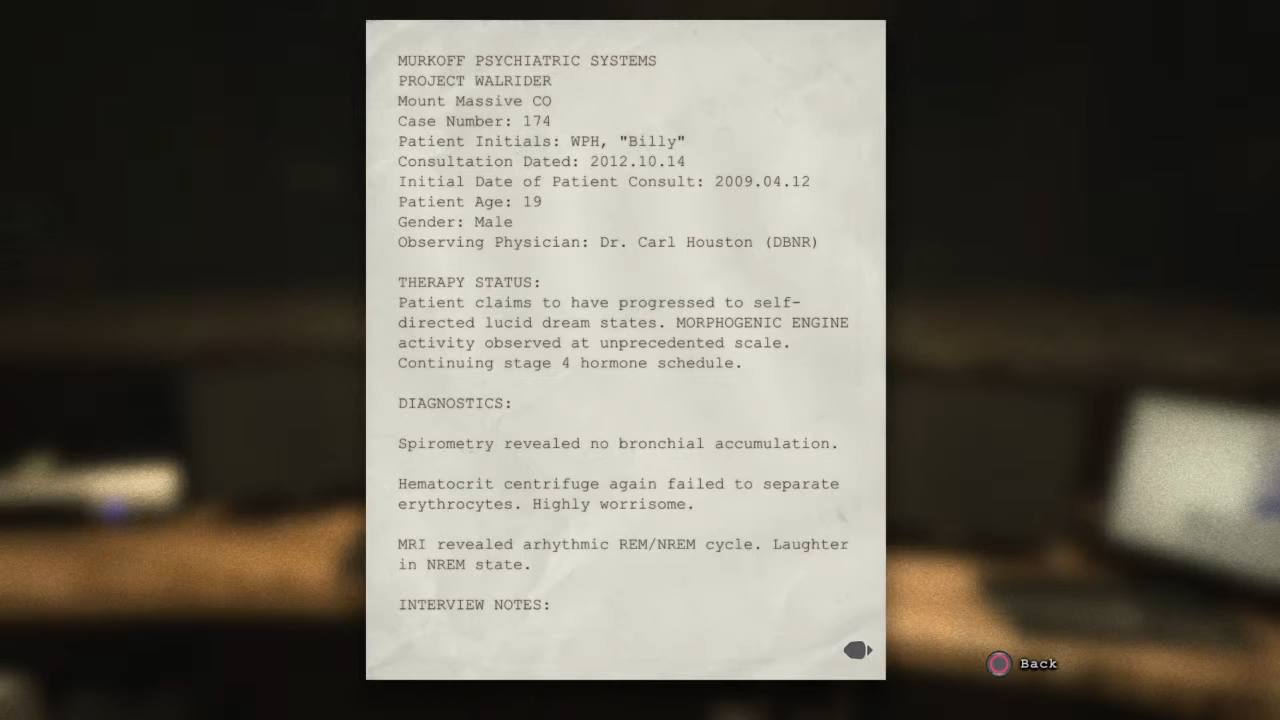 MURKOFF PSYCHIATRIC SYSTEMS
PROJECT WALRIDER
Mount Massive CO
Case Number: 174
Patient Initials: WPH, "Billy"
Consultation Dated: 2012.10.14
Initial Date of Patient Consult: 2009.04.12
Patient Age: 19
Gender: Male
Observing Physician: Dr. Carl Houston (DBNR)
THERAPY STATUS:
Patient claims to have progressed to self-
directed lucid dream states. MORPHOGENIC ENGINE
activity observed at unprecedented scale.
Continuing stage 4 hormone schedule.
DIAGNOSTICS:
Spirometry revealed no bronchial accumulation.
Hematocrit centrifuge again failed to separate
erythrocytes. Highly worrisome.
MRI revealed arhythmic REM/NREM cycle. Laughter
in NREM state.
INTERVIEW NOTES:
Back